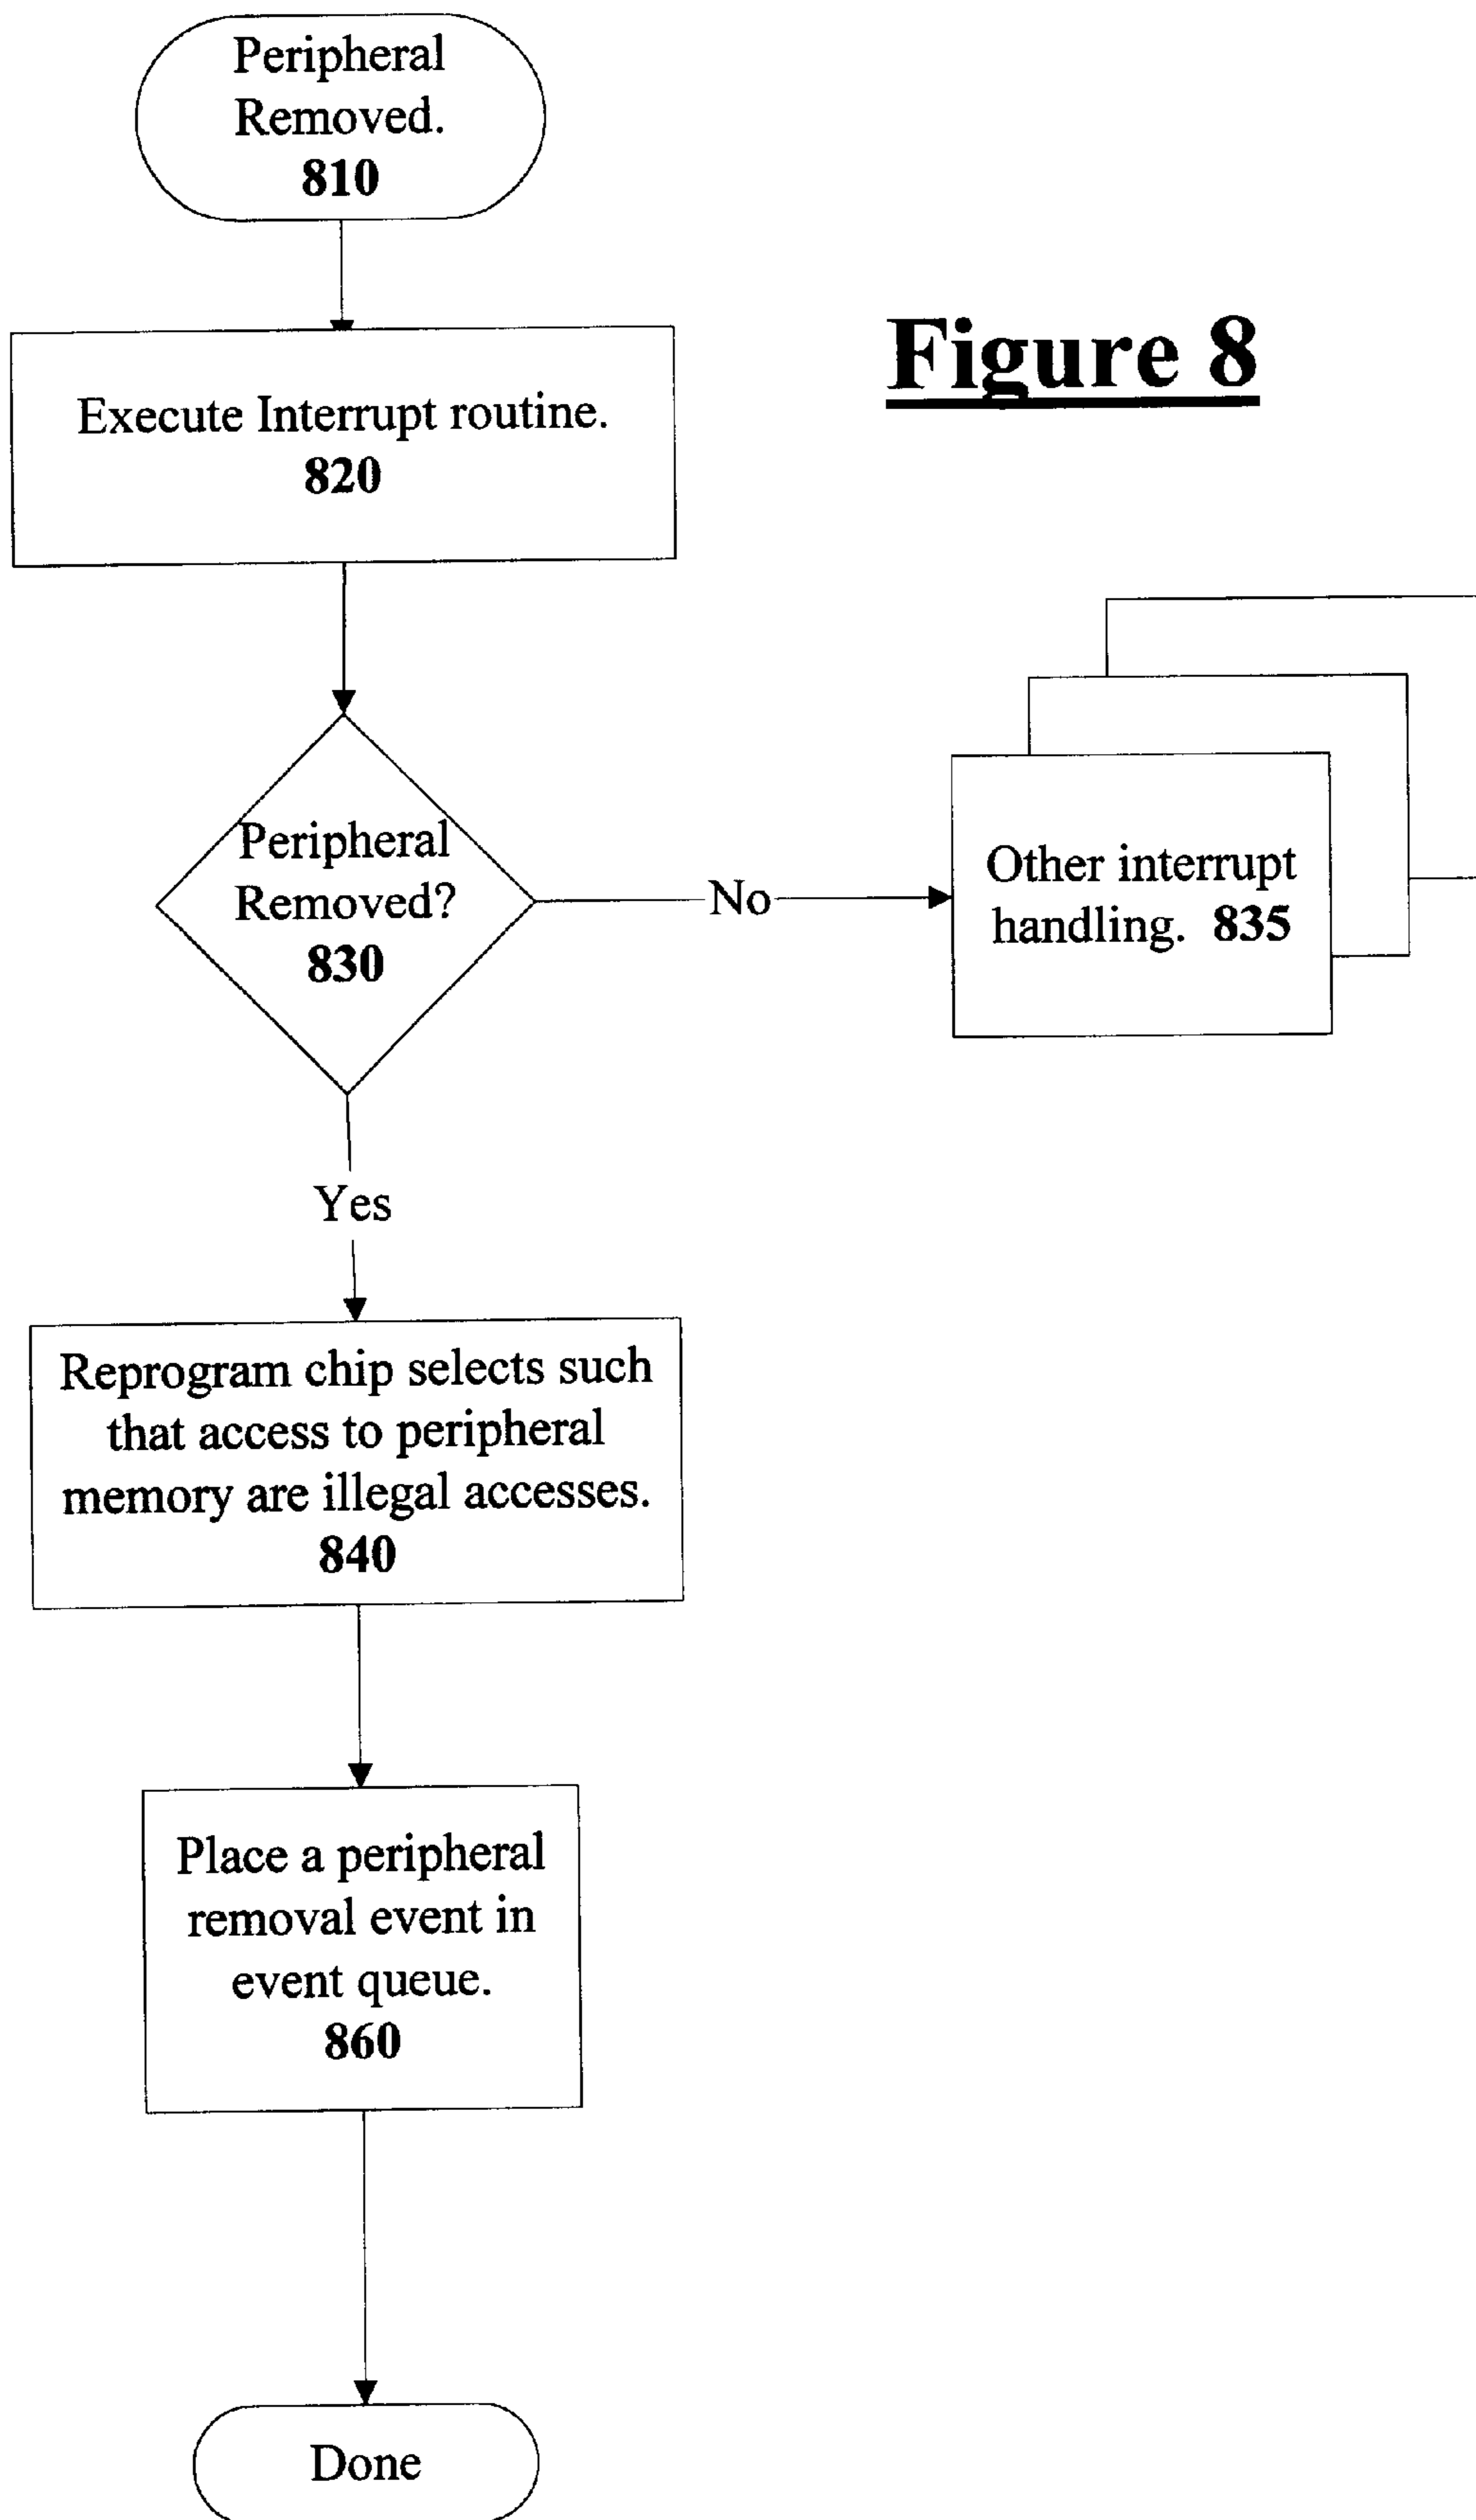 Peripheral
Removed.
810
Figure 8
Execute Interrupt routine.
820
Peripheral
Removed?
830
No
Other interrupt
handling. 835
Yes
Reprogram chip selects such
that access to peripheral
memory are illegal accesses.
840
Place a peripheral
removal event in
event queue.
860
Done